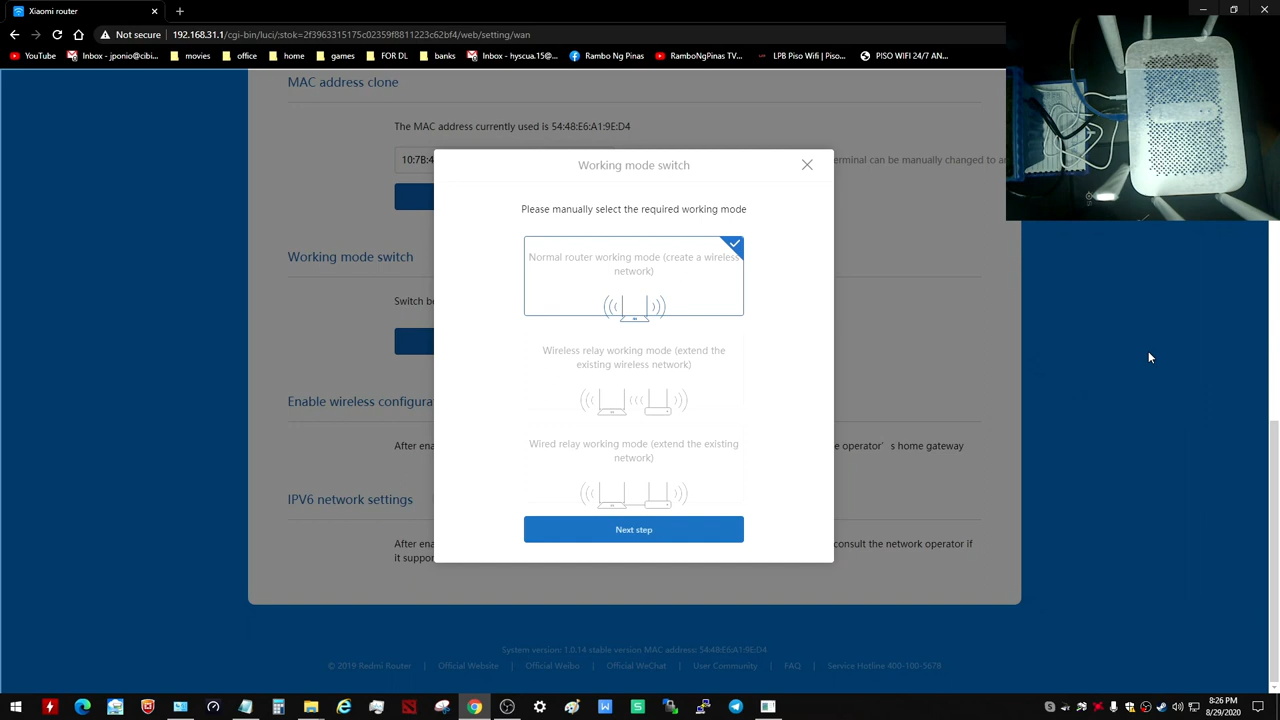 Xiaomi router
Not secure
192.168.31.1/cgi-bin/luci/;stok=2f3963315175c02359f8811223c62bf4/web/setting/wan
YouTube
Inbox - jponio@cibi...
movies
office
home
games
FOR DL
banks
Inbox - hyscua.15@...
Rambo Ng Pinas
RamboNgPinas TV...
LPB Piso Wifi | Piso...
PISO WIFI 24/7 AN...
MAC address clone
The MAC address currently used is 54:48:E6:A1:9E:D4
10:7B:4
erminal can be manually changed to a
Working mode switch
Please manually select the required working mode
Normal router working mode (create a wireless
network)
Working mode switch
Switch be
Wireless relay working mode (extend the
existing wireless network)
Enable wireless configurat
After ena
e operator's home gateway
Wired relay working mode (extend the existing
network)
IPV6 network settings
Next step
After ena
consult the network operator if
it suppor
System version: 1.0.14 stable version MAC address: 54:48:E6:A1:9E:D4
© 2019 Redmi Router | Official Website | Official Weibo | Official WeChat | User Community | FAQ | Service Hotline 400-100-5678
8:26 PM
8/29/2020